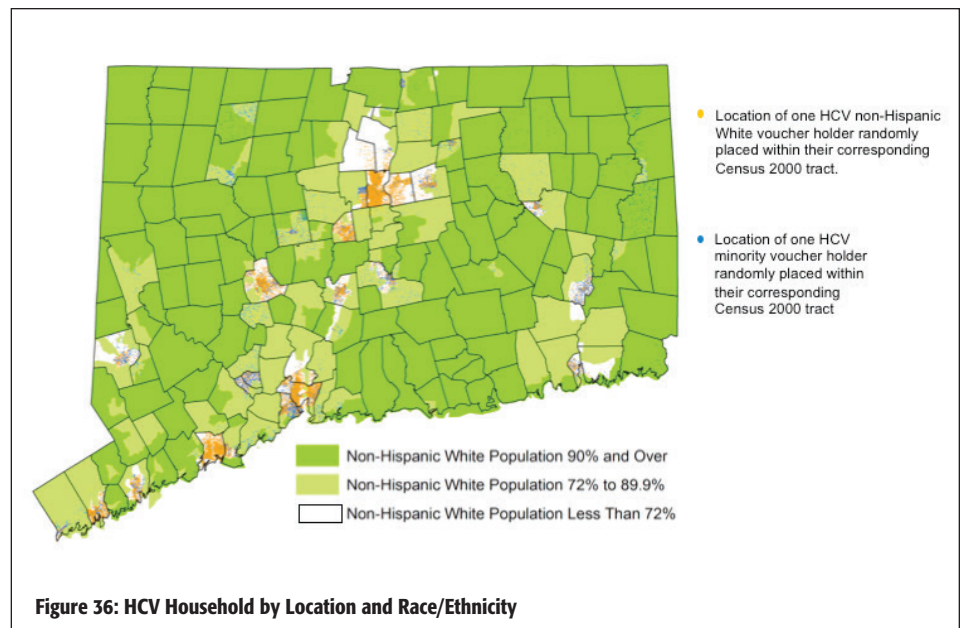 Location of one HCV non-Hispanic
White voucher holder randomly
placed within their corresponding
Census 2000 tract.
Location of one HCV
minority voucher holder
randomly placed within
their corresponding
Census 2000 tract
Non-Hispanic White Population 90% and Over
Non-Hispanic White Population 72% to 89.9%
Non-Hispanic White Population Less Than 72%
Figure 36: HCV Household by Location and Race/Ethnicity